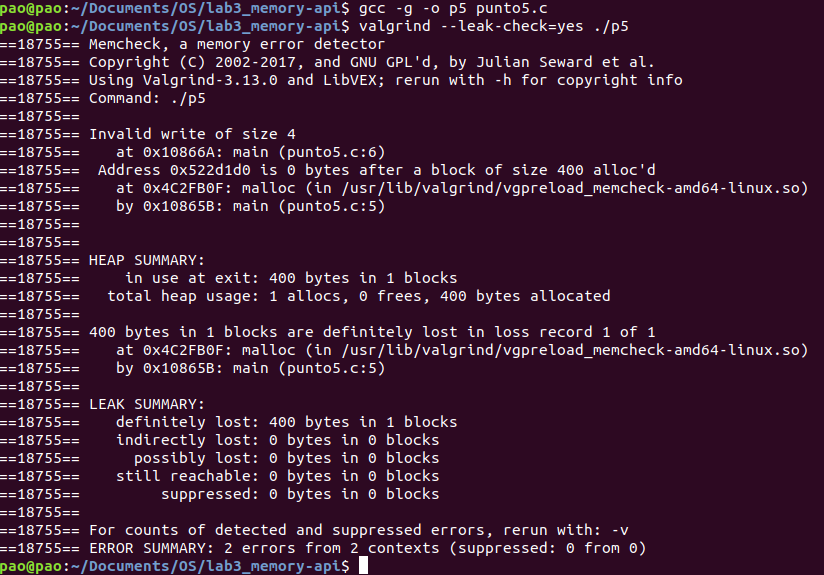 pao@pao:~/Documents/OS/lab3_memory-api$ gcc -g -o p5 punto5.c
pao@pao:~/Documents/OS/lab3_memory-api$ valgrind --leak-check=yes ./p5
==18755== Memcheck, a memory error detector
==18755== Copyright (C) 2002-2017, and GNU GPL'd, by Julian Seward et al.
==18755== Using Valgrind-3.13.0 and LibVEX; rerun with -h for copyright info
==18755== Command: ./p5
==18755==
==18755== Invalid write of size 4
==18755==    at 0x10866A: main (punto5.c:6)
==18755==  Address 0x522d1d0 is 0 bytes after a block of size 400 alloc'd
==18755==    at 0x4C2FB0F: malloc (in /usr/lib/valgrind/vgpreload_memcheck-amd64-linux.so)
==18755==    by 0x10865B: main (punto5.c:5)
==18755==
==18755==
==18755== HEAP SUMMARY:
==18755==     in use at exit: 400 bytes in 1 blocks
==18755==   total heap usage: 1 allocs, 0 frees, 400 bytes allocated
==18755==
==18755== 400 bytes in 1 blocks are definitely lost in loss record 1 of 1
==18755==    at 0x4C2FB0F: malloc (in /usr/lib/valgrind/vgpreload_memcheck-amd64-linux.so)
==18755==    by 0x10865B: main (punto5.c:5)
==18755==
==18755== LEAK SUMMARY:
==18755==    definitely lost: 400 bytes in 1 blocks
==18755==    indirectly lost: 0 bytes in 0 blocks
==18755==      possibly lost: 0 bytes in 0 blocks
==18755==    still reachable: 0 bytes in 0 blocks
==18755==         suppressed: 0 bytes in 0 blocks
==18755==
==18755== For counts of detected and suppressed errors, rerun with: -v
==18755== ERROR SUMMARY: 2 errors from 2 contexts (suppressed: 0 from 0)
pao@pao:~/Documents/OS/lab3_memory-api$